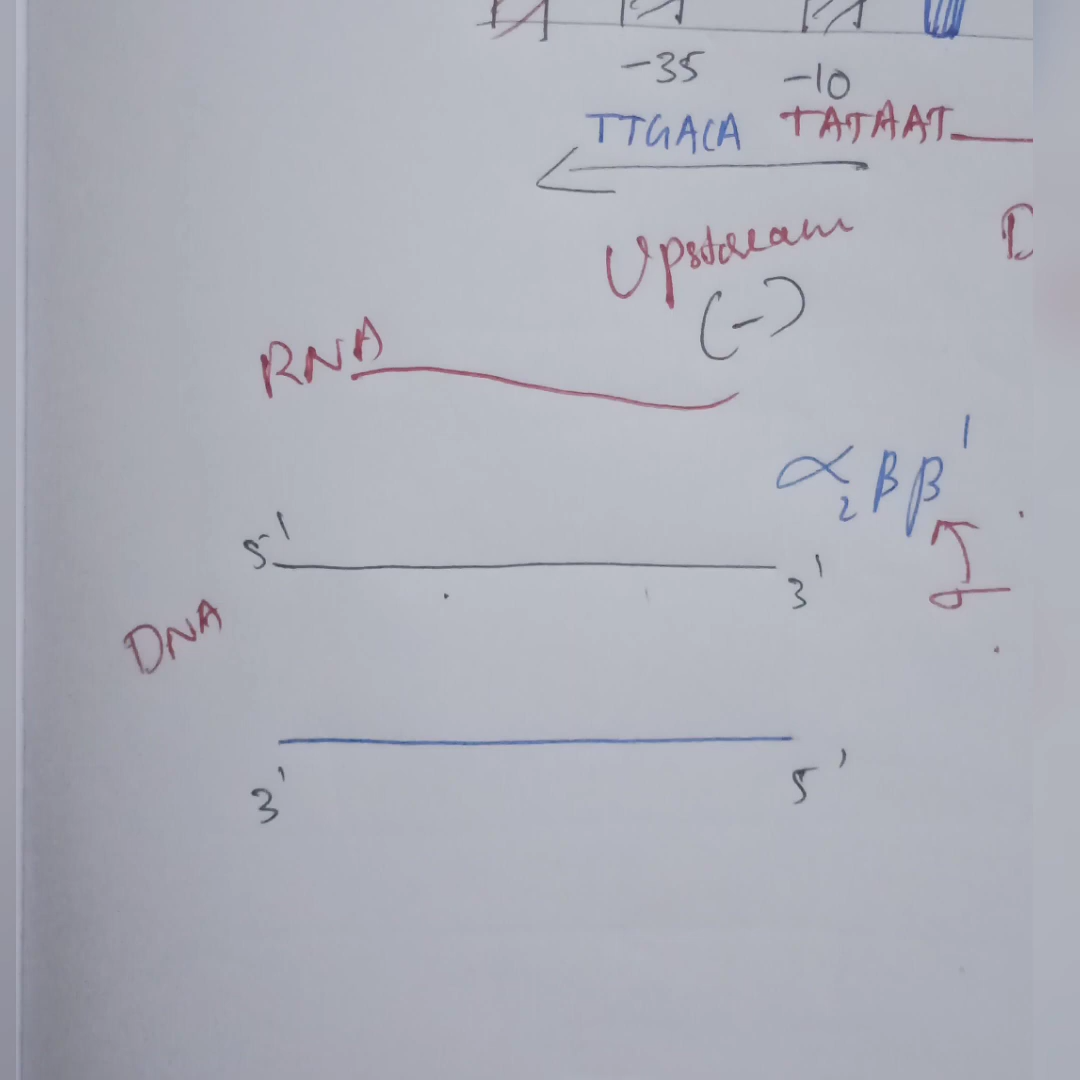 -35 -10
TTGACA TATAAT
Upstream
(-)
RNA
α₂ββ'
5' 3'
DNA
3' 5'